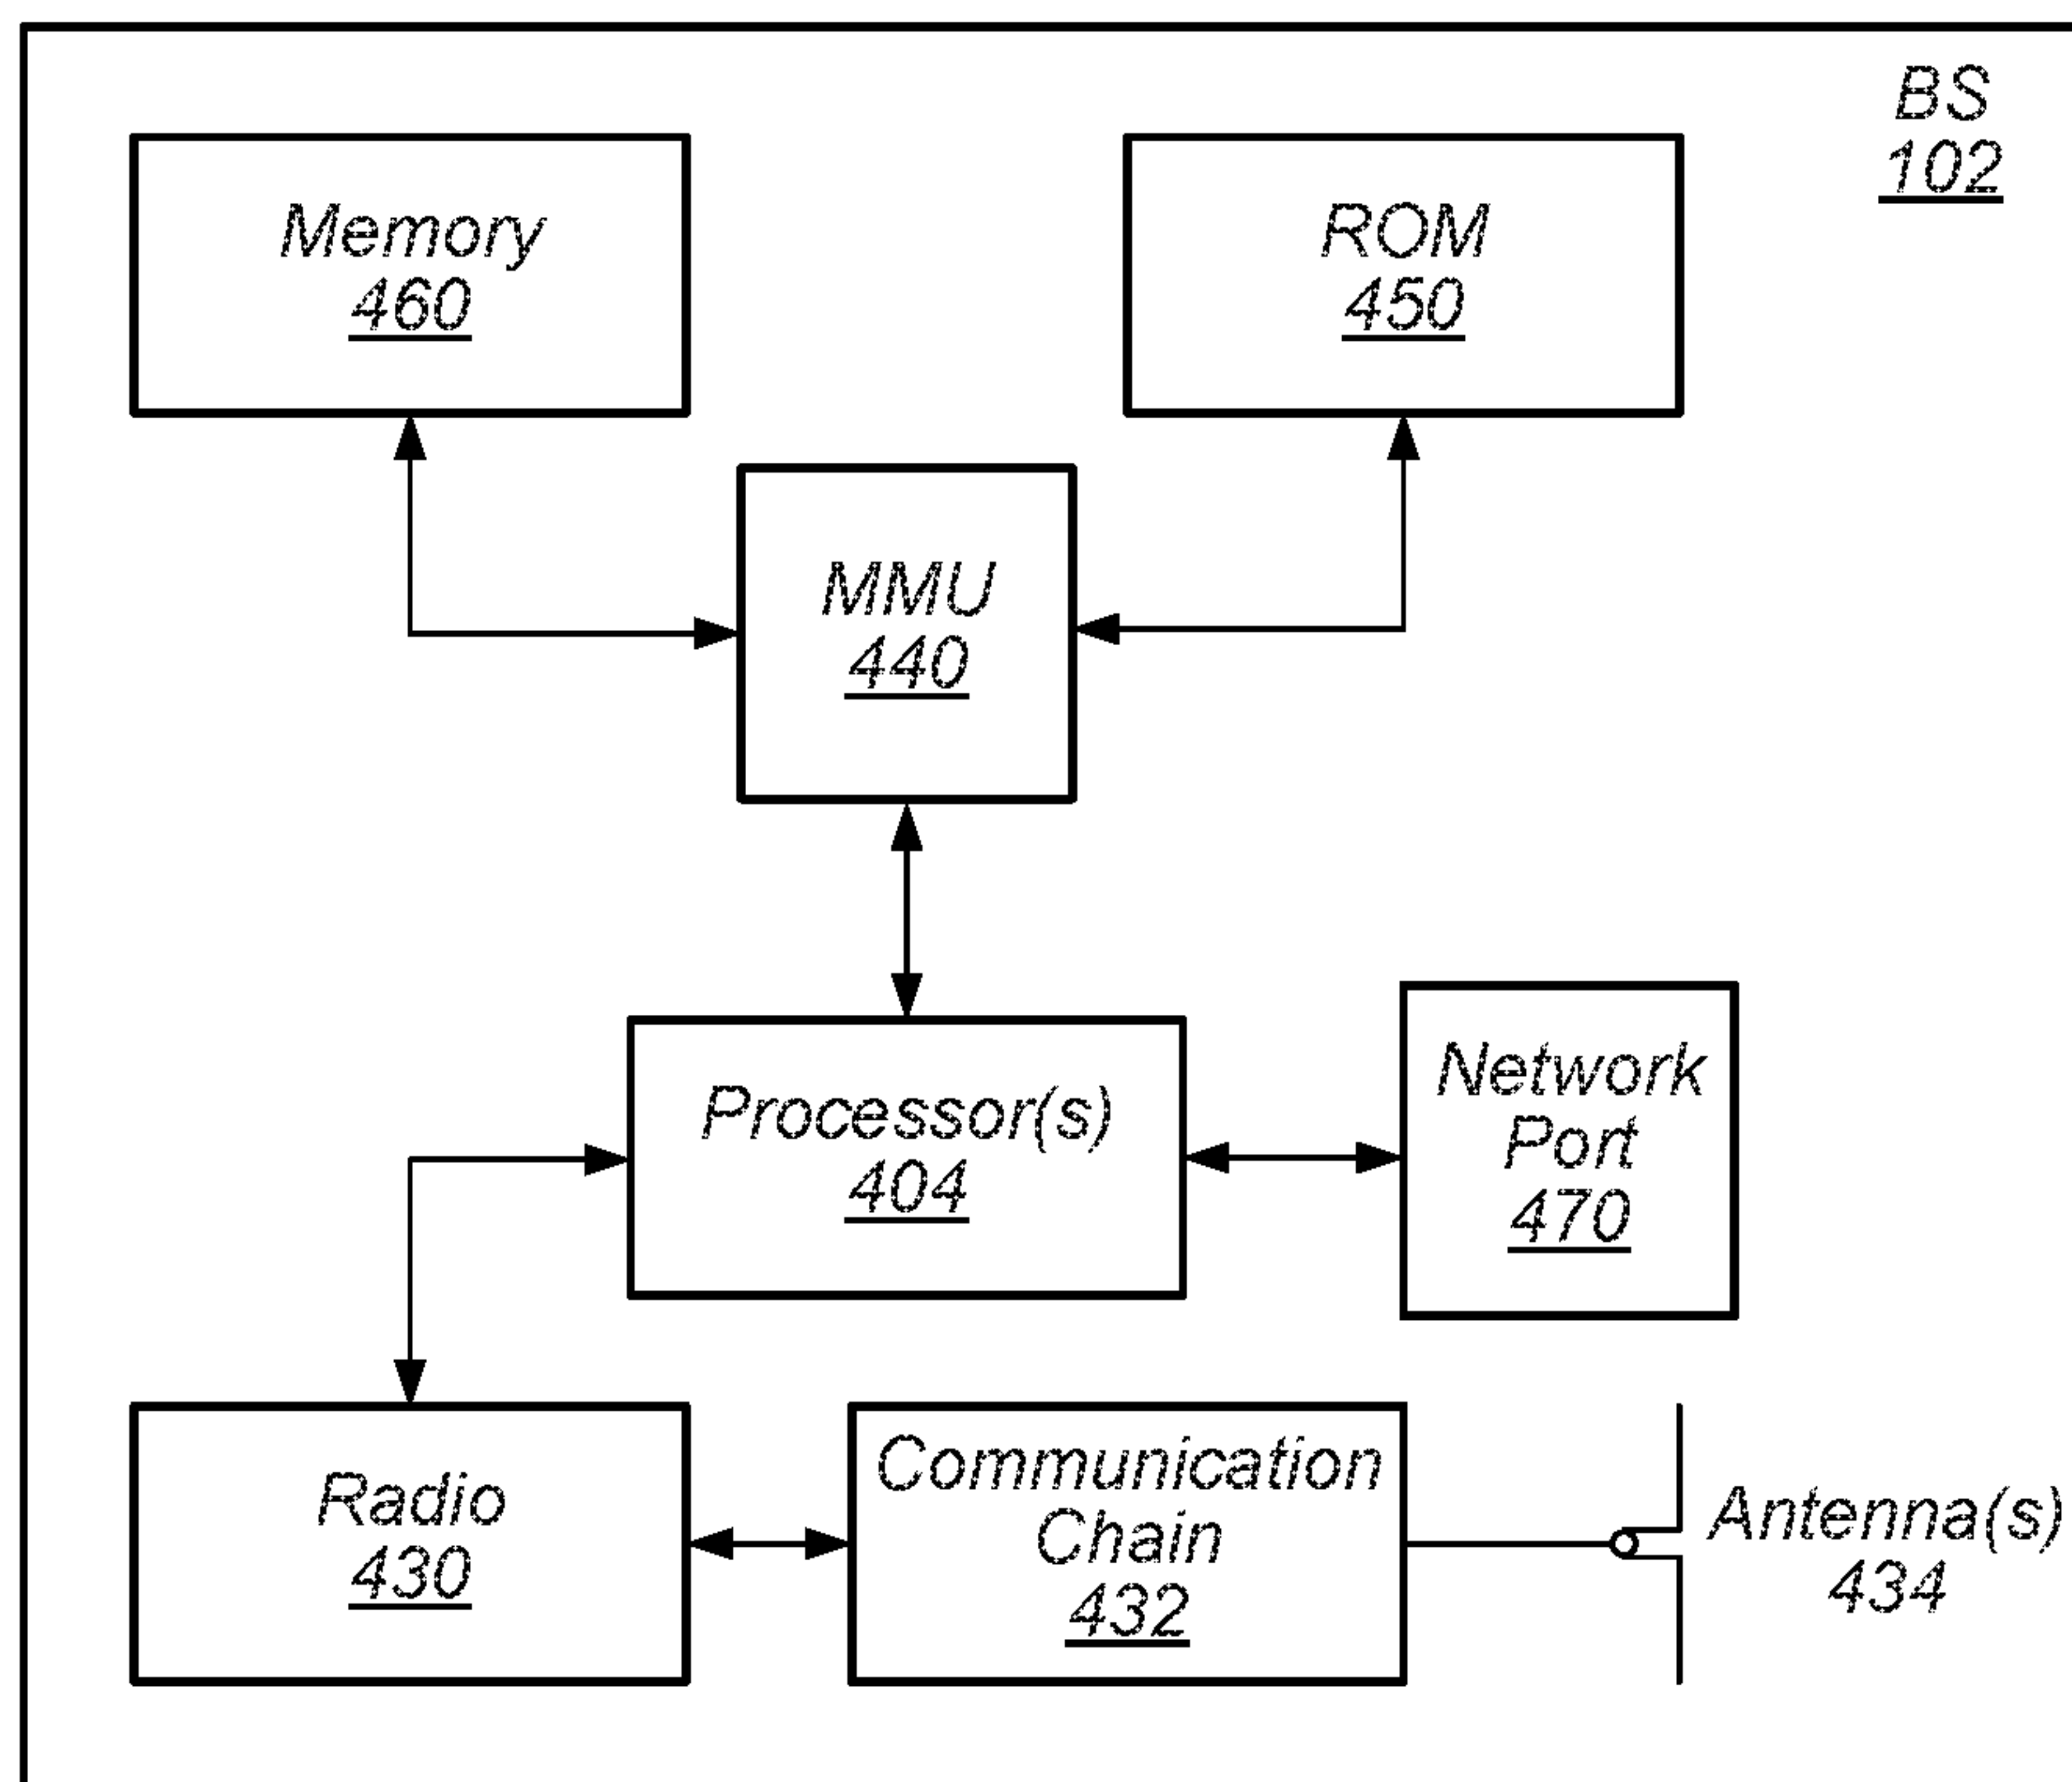 BS
102
Memory
460
ROM
450
MMU
440
Processor(s)
404
Network
Port
470
Radio
430
Communication
Chain
432
Antenna(s)
434